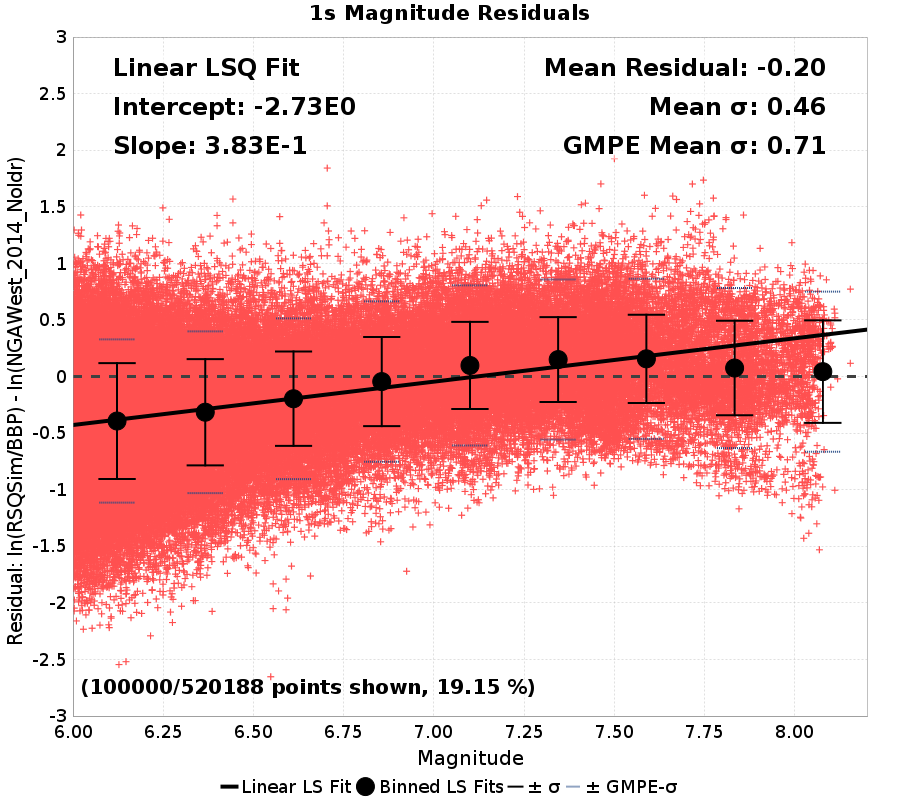 1s Magnitude Residuals
Linear LSQ Fit
Intercept: -2.73E0
Slope: 3.83E-1
Mean Residual: -0.20
Mean σ: 0.46
GMPE Mean σ: 0.71
Residual: ln(RSQSim/BBP) - ln(NGAWest_2014_NoIdr)
3
2.5
2
1.5
1
0.5
0
-0.5
-1
-1.5
-2
-2.5
-3
(100000/520188 points shown, 19.15 %)
6.00 6.25 6.50 6.75 7.00 7.25 7.50 7.75 8.00
Magnitude
Linear LS Fit Binned LS Fits ± σ ± GMPE-σ